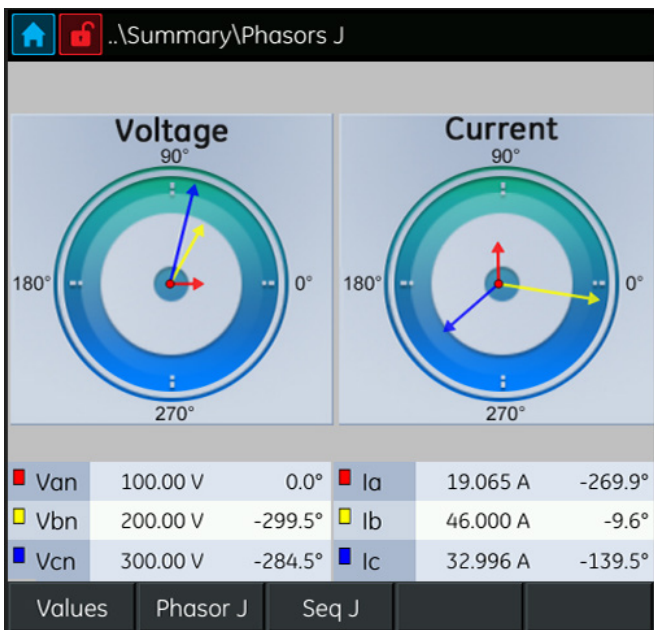 ..\Summary\Phasors J
Voltage
90°
180°
0°
270°
Current
90°
180°
0°
270°
Van 100.00 V 0.0° Ia 19.065 A -269.9°
Vbn 200.00 V -299.5° Ib 46.000 A -9.6°
Vcn 300.00 V -284.5° Ic 32.996 A -139.5°
Values Phasor J Seq J